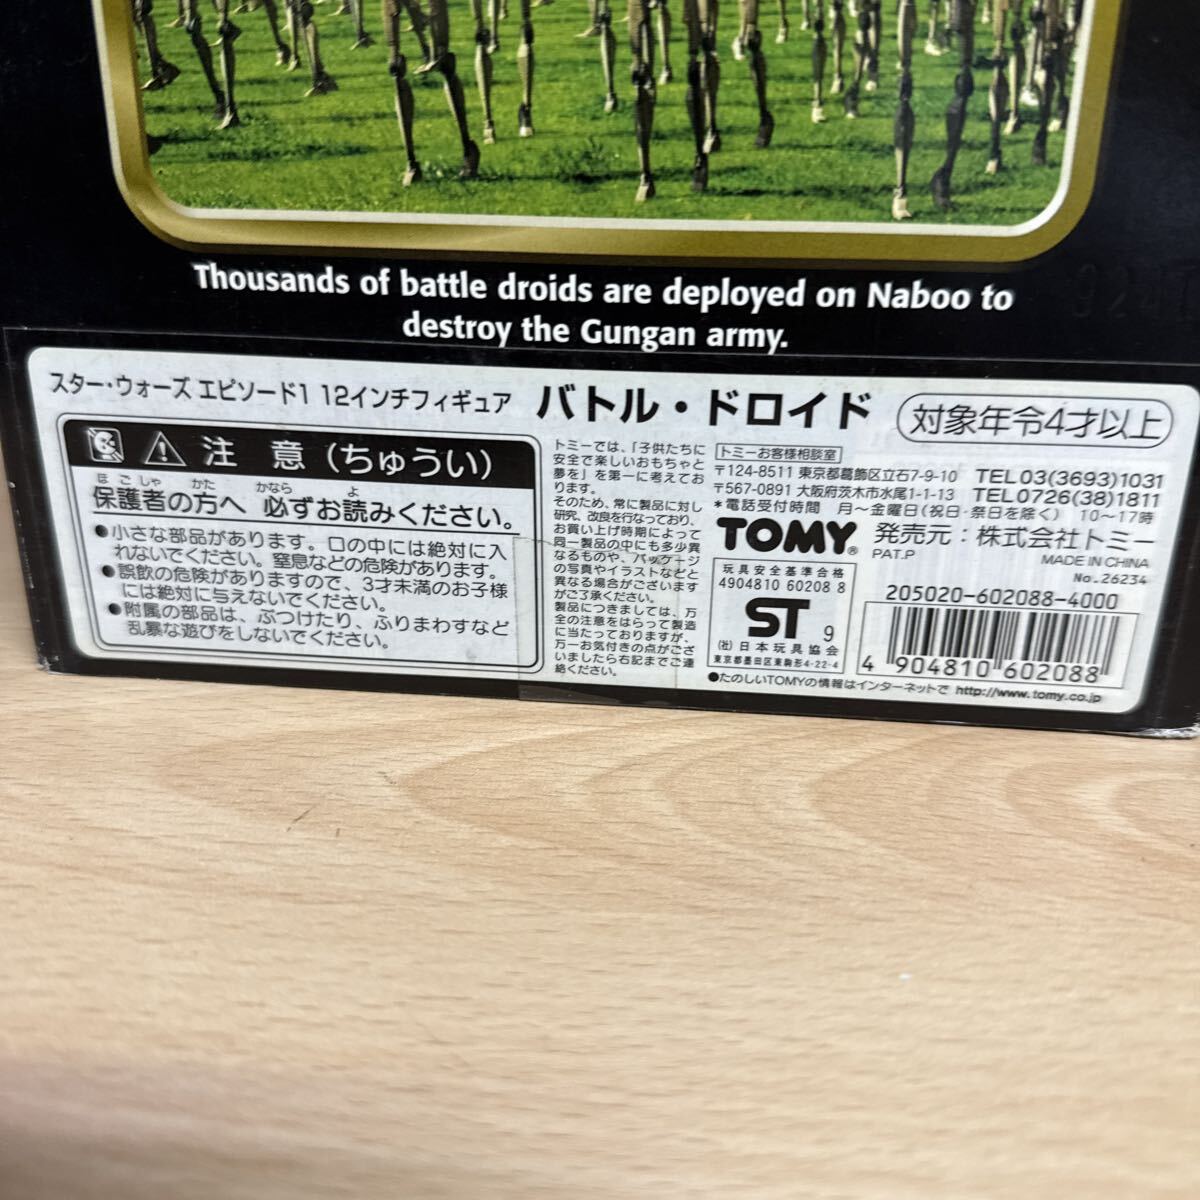 Thousands of battle droids are deployed on Naboo to
destroy the Gungan army.
スター・ウォーズ エピソード1 12インチフィギュア バトル・ドロイド
対象年令4才以上
注 意 (ちゅうい)
ほごしゃ かた かなら よ
保護者の方へ 必ずお読みください。
●小さな部品があります。口の中には絶対に入
れないでください。窒息などの危険があります。
●誤飲の危険がありますので、3才未満のお子様
には絶対に与えないでください。
●附属の部品は、ぶつけたり、ふりまわすなど
乱暴な遊びをしないでください。
トミーでは、「子供たちに
安全で楽しいおもちゃと
夢を」を第一に考えてお
ります。
そのため、常に製品に対し
研究、改良を行なっており、
お買い上げ時期によって
同一製品の中にも多少異
なるものや、パッケージ
の写真やイラストなどと
異なる場合がございます
がご了承ください。
製品につきましては、万
全の注意をはらって製造
に当たっておりますが、
万一お気付きの点がござ
いましたら右記までご連
絡ください。
トミーお客様相談室
〒124-8511 東京都葛飾区立石7-9-10 TEL03(3693)1031
〒567-0891 大阪府茨木市水尾1-1-13 TEL0726(38)1811
*電話受付時間 月〜金曜日(祝日・祭日を除く) 10〜17時
TOMY® 発売元：株式会社トミー
PAT.P
MADE IN CHINA
No.26234
玩具安全基準合格
4904810 60208 8
ST 9
(社)日本玩具協会
東京都墨田区東駒形4-22-4
205020-602088-4000
4 904810 602088
●たのしいTOMYの情報はインターネットで http://www.tomy.co.jp